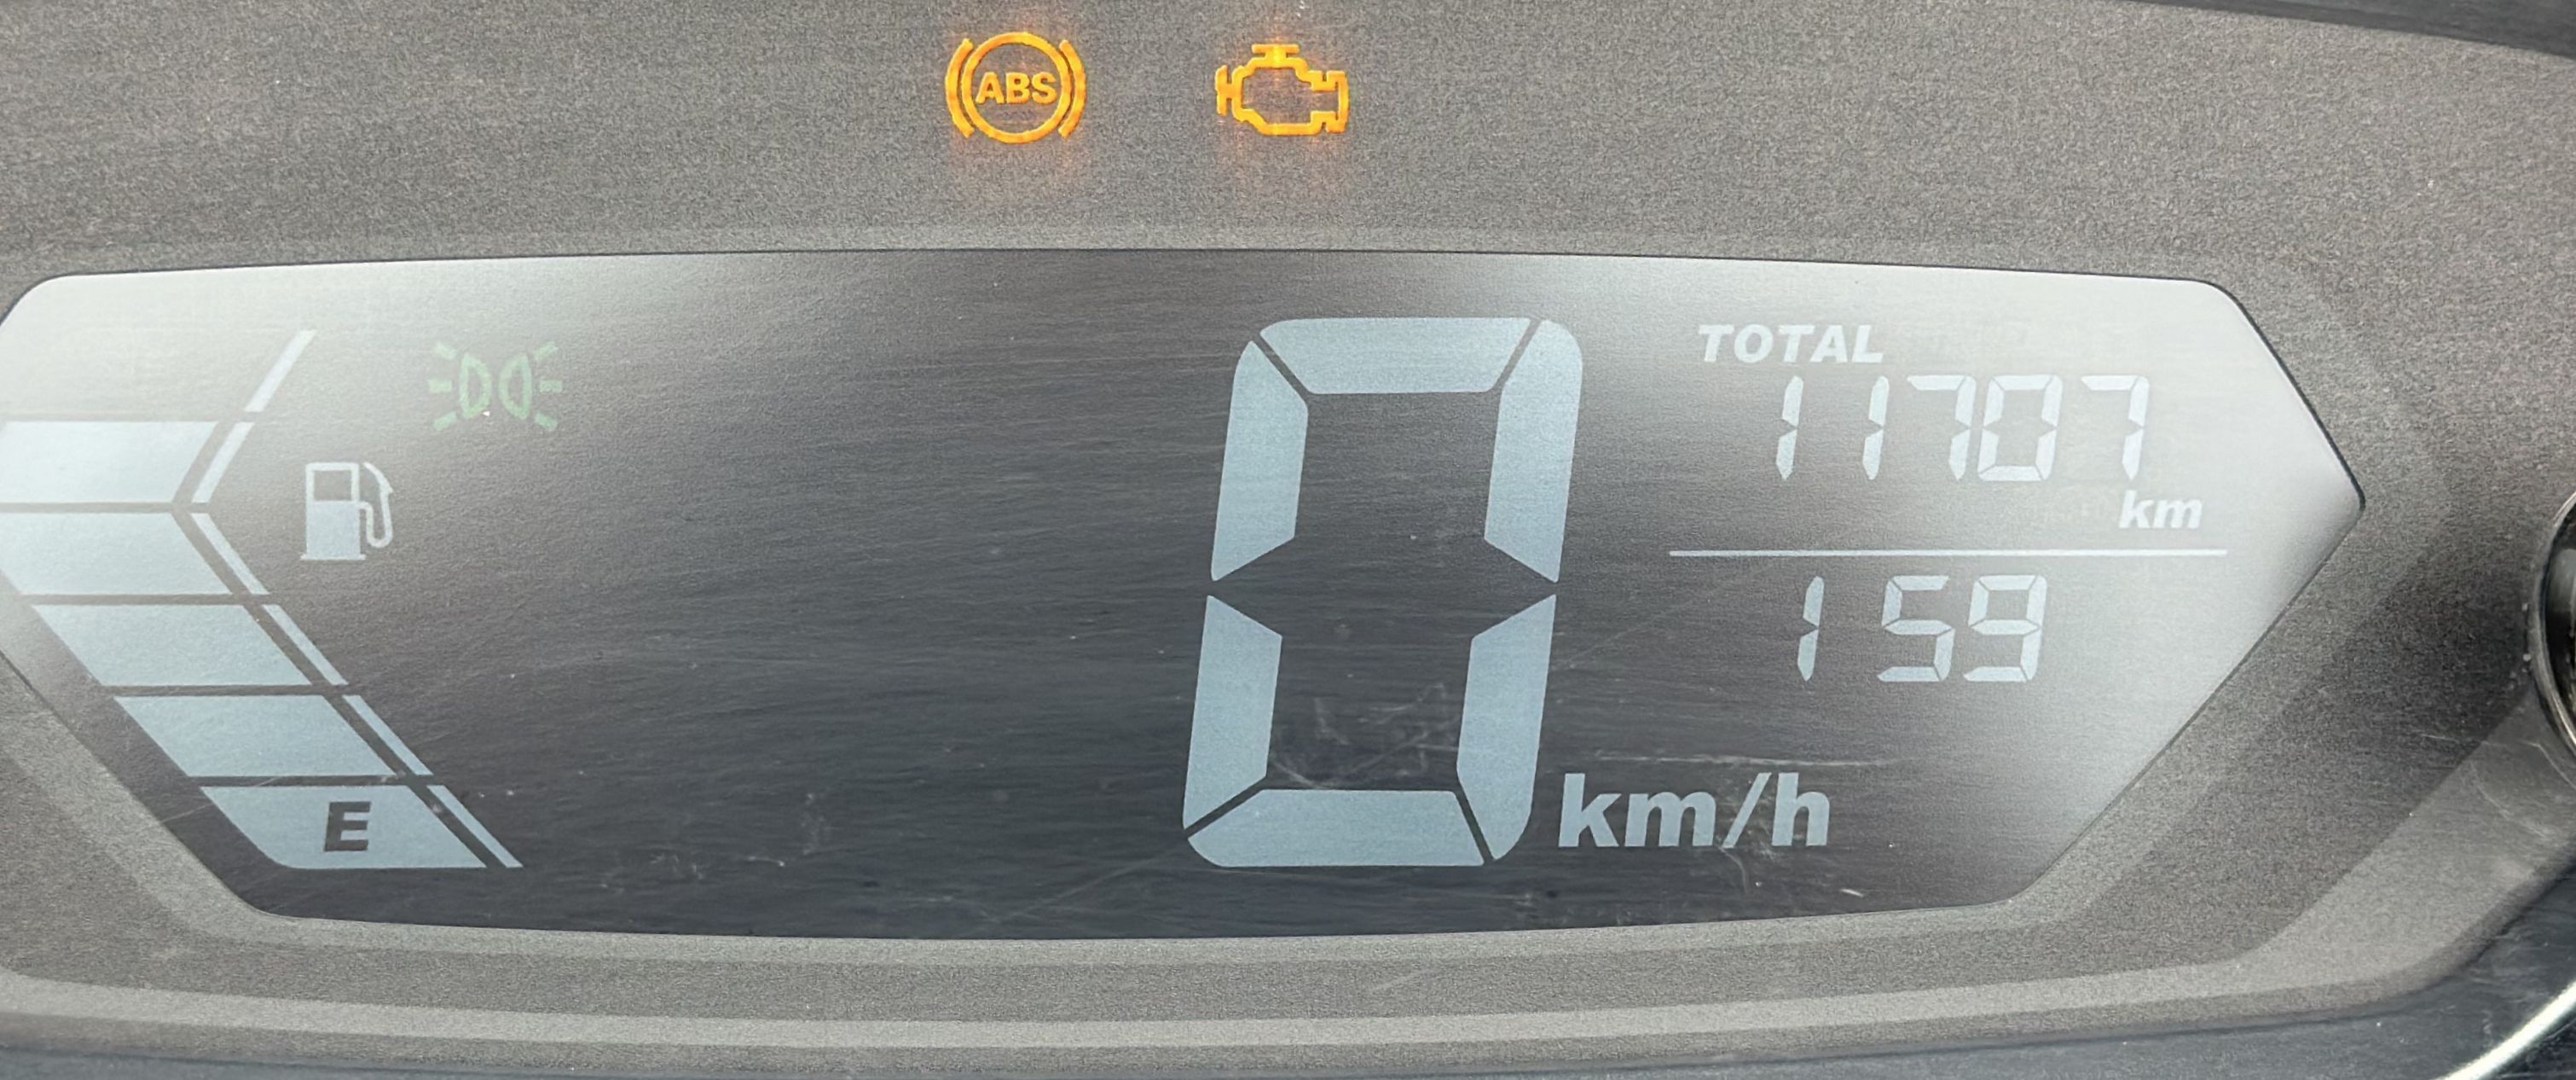 ABS
TOTAL
11707
km
159
0 km/h
E